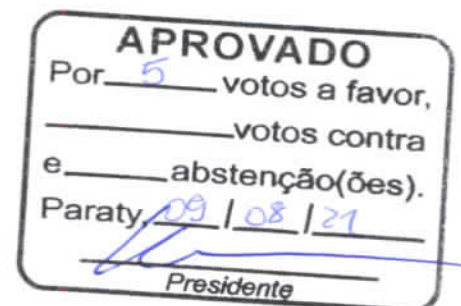 APROVADO
Por 5 votos a favor,
votos contra
e abstenção(ões).
Paraty, 09 / 08 / 21
Presidente